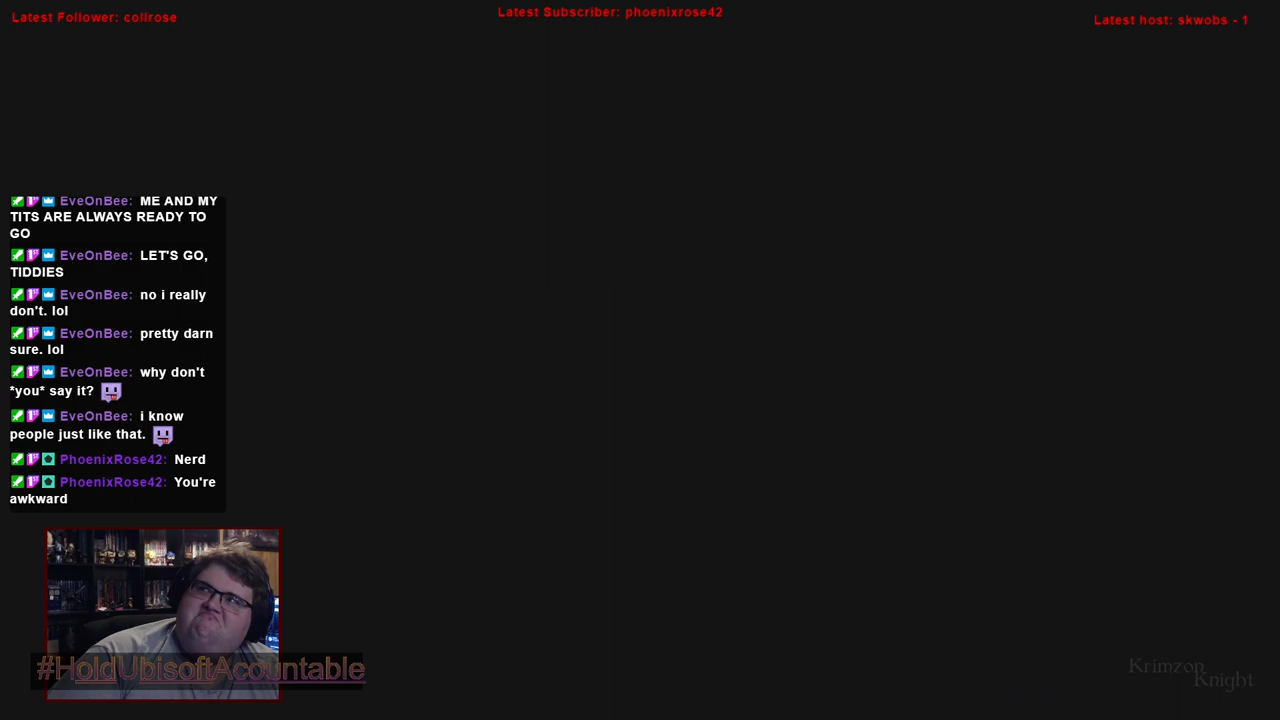 Latest Follower: collrose
Latest Subscriber: phoenixrose42
Latest host: skwobs - 1
EveOnBee: ME AND MY
TITS ARE ALWAYS READY TO
GO
EveOnBee: LET'S GO,
TIDDIES
EveOnBee: no i really
don't. lol
EveOnBee: pretty darn
sure. lol
EveOnBee: why don't
*you* say it?
EveOnBee: i know
people just like that.
PhoenixRose42: Nerd
PhoenixRose42: You're
awkward
#HoldUbisoftAcountable
Krimzon
Knight